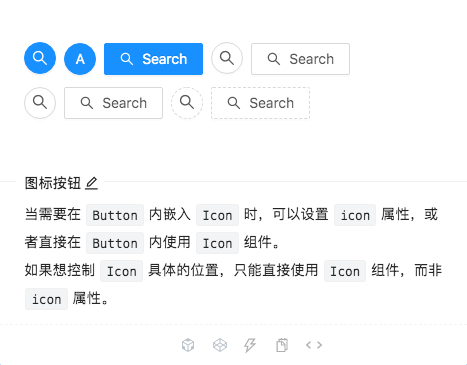 A Search Search
Search Search
图标按钮
当需要在 Button 内嵌入 Icon 时，可以设置 icon 属性，或
者直接在 Button 内使用 Icon 组件。
如果想控制 Icon 具体的位置，只能直接使用 Icon 组件，而非
icon 属性。